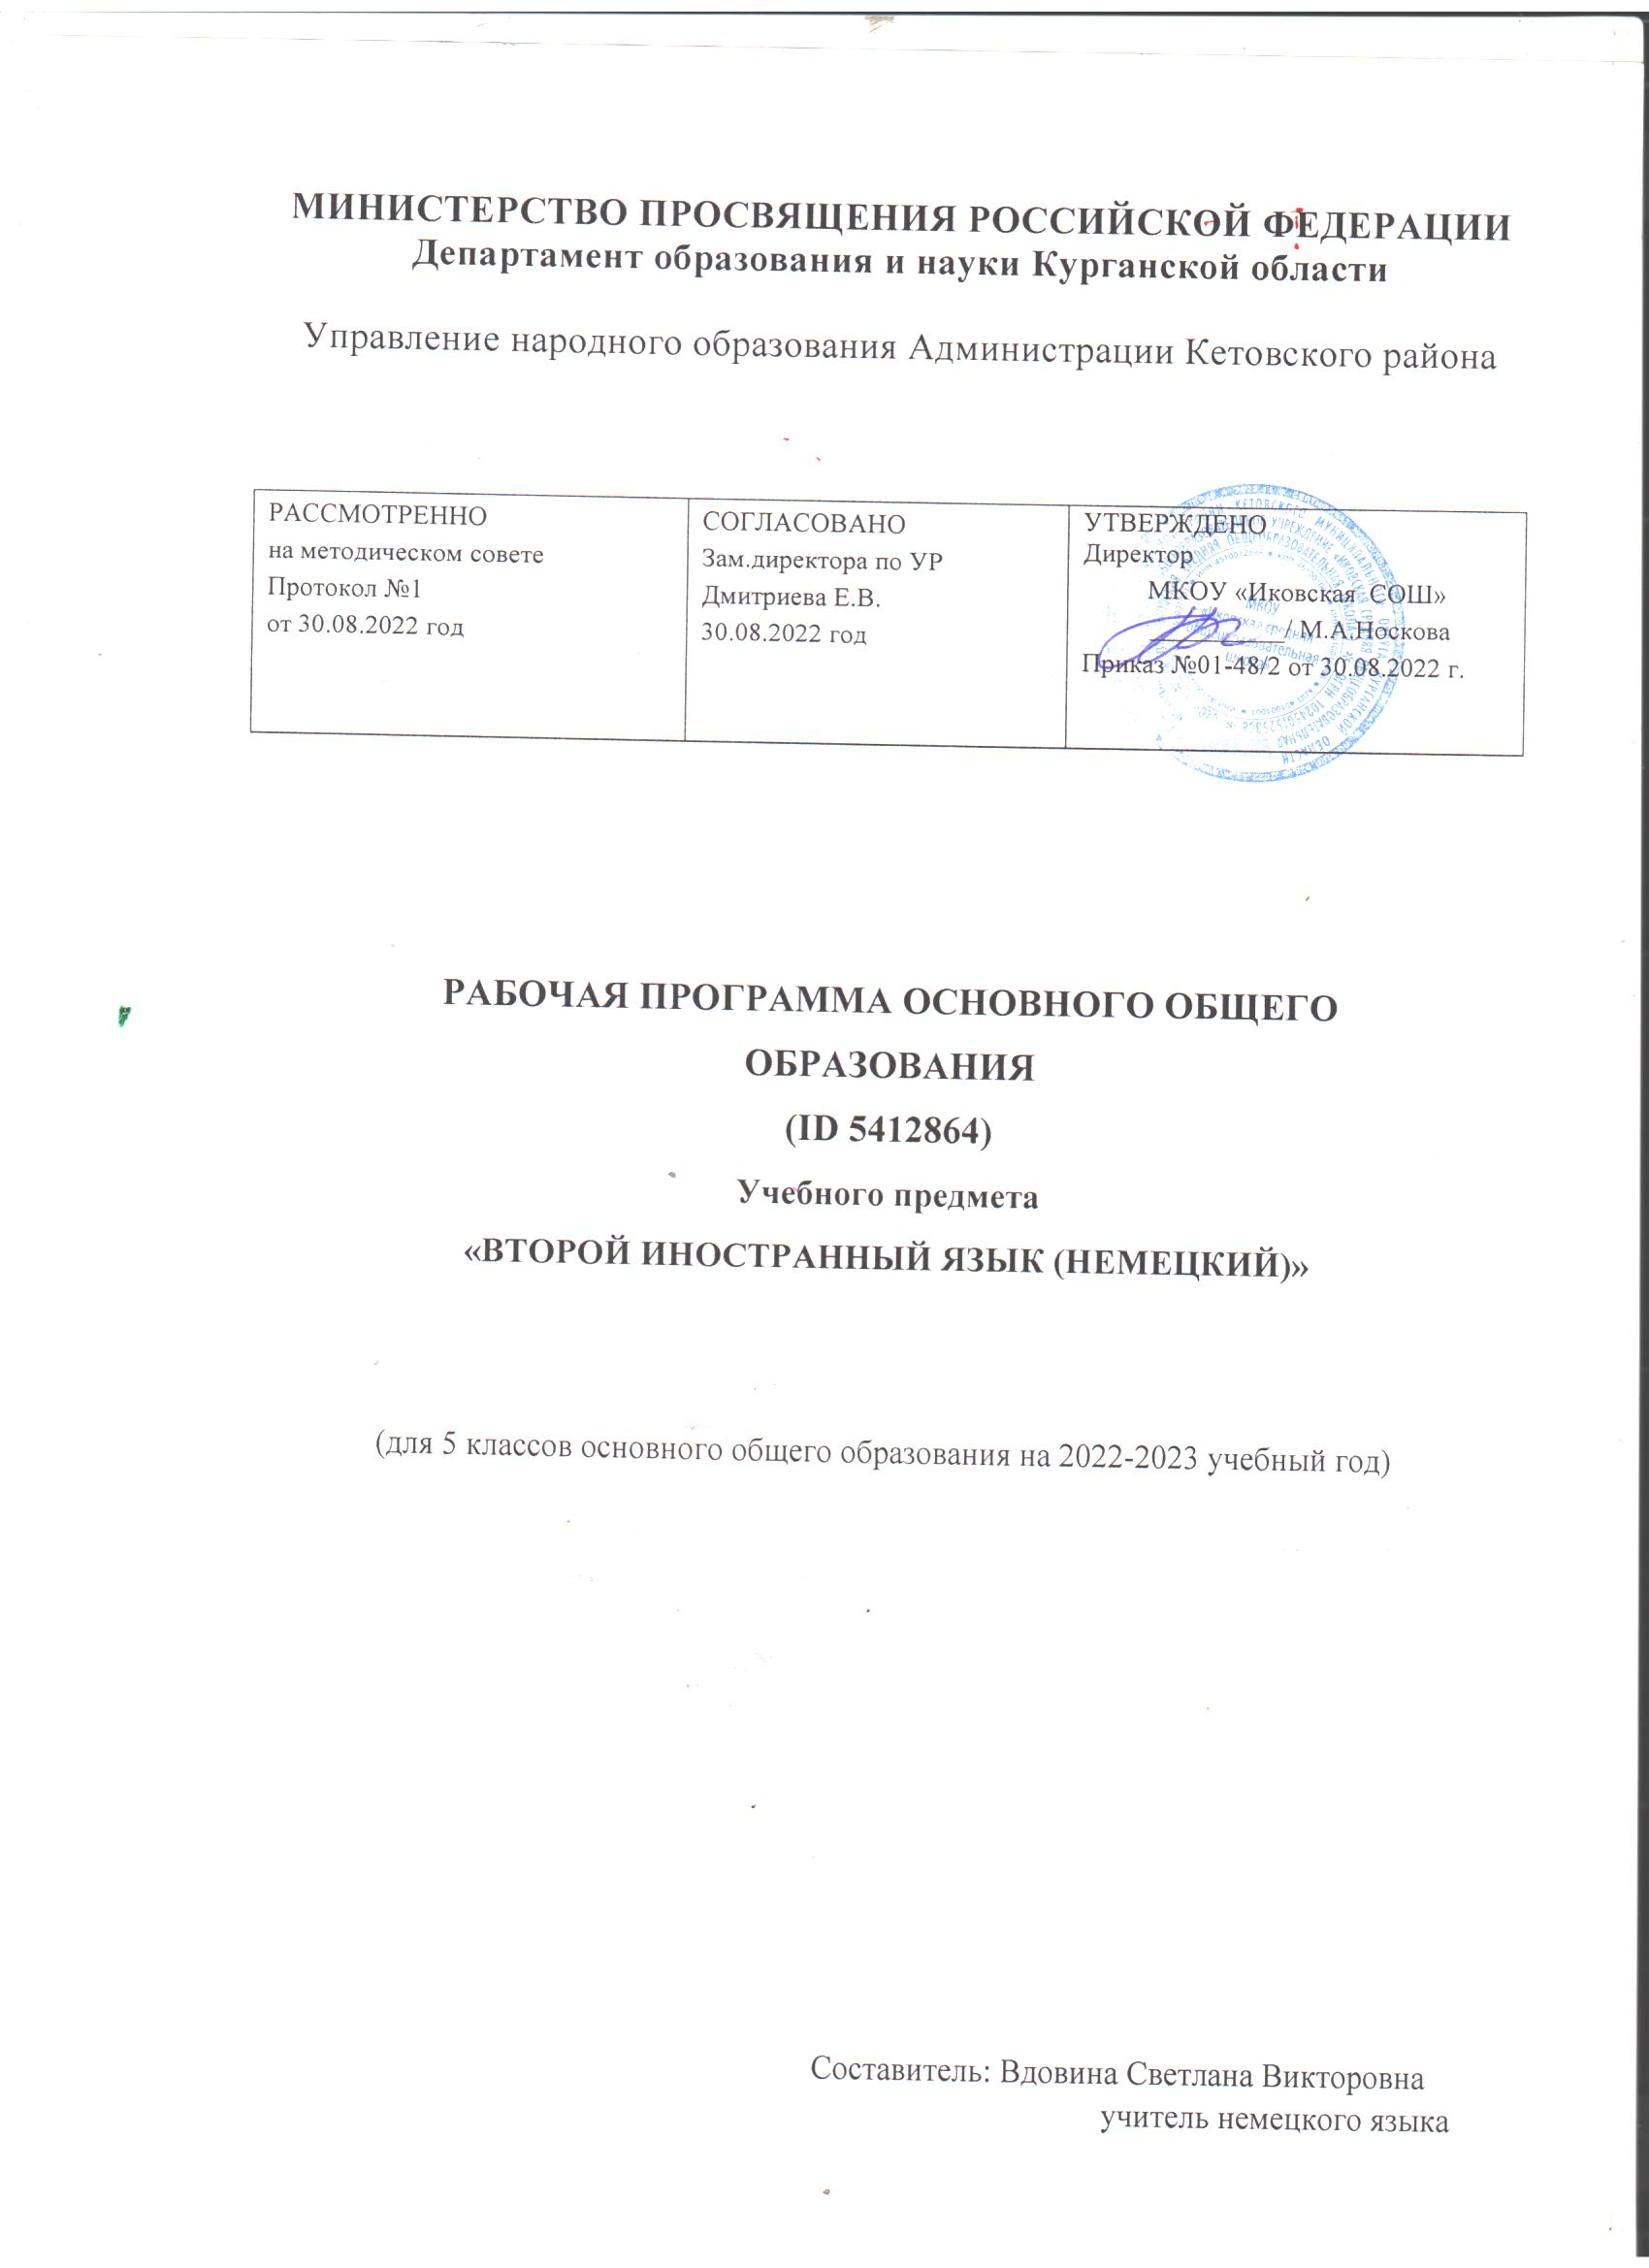 МИНИСТЕРСТВО ПРОСВЯЩЕНИЯ РОССИЙСКОЙ ФЕДЕРАЦИИ
Департамент образования и науки Курганской области
Управление народного образования Администрации Кетовского района
РАССМОТРЕННО
на методическом совете
Протокол №1
от 30.08.2022 год
СОГЛАСОВАНО
Зам.директора по УР
Дмитриева Е.В.
30.08.2022 год
УТВЕРЖДЕНО
Директор
МКОУ «Иковская СОШ»
/ М.А.Носкова
Приказ №01-48/2 от 30.08.2022 г.
МКОУ
РАБОЧАЯ ПРОГРАММА ОСНОВНОГО ОБЩЕГО
ОБРАЗОВАНИЯ
(ID 5412864)
Учебного предмета
«ВТОРОЙ ИНОСТРАННЫЙ ЯЗЫК (НЕМЕЦКИЙ)»
(для 5 классов основного общего образования на 2022-2023 учебный год)
Составитель: Вдовина Светлана Викторовна
учитель немецкого языка